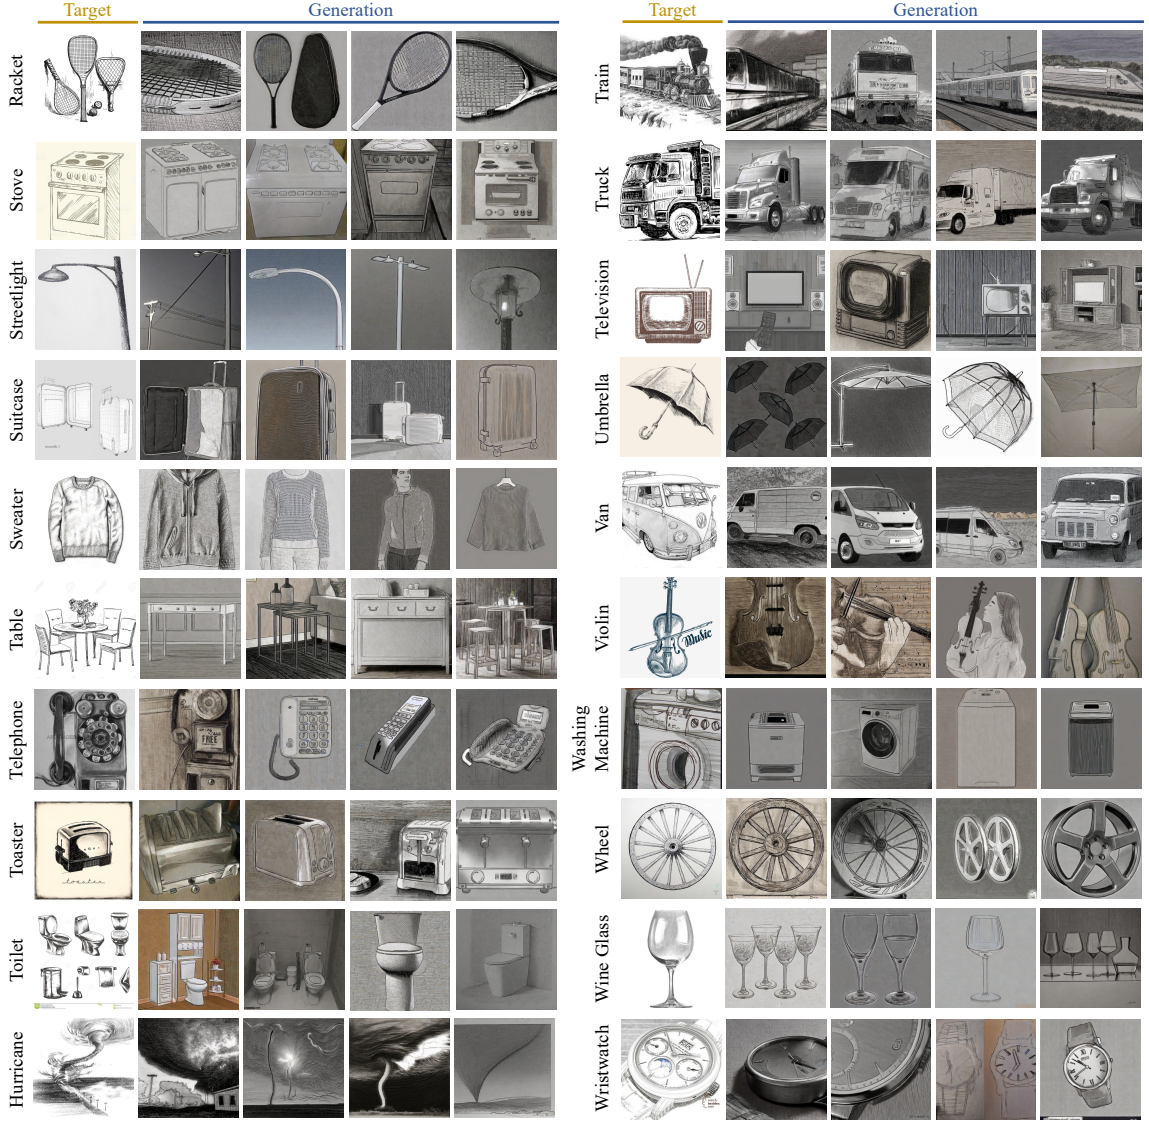 Target
Generation
Racket
Stove
Streetlight
Suitcase
Sweater
Table
Telephone
Toaster
Toilet
Hurricane
Target
Generation
Train
Truck
Television
Umbrella
Van
Violin
Music
Washing
Machine
Wheel
Wine Glass
Wristwatch
FREE
toaster